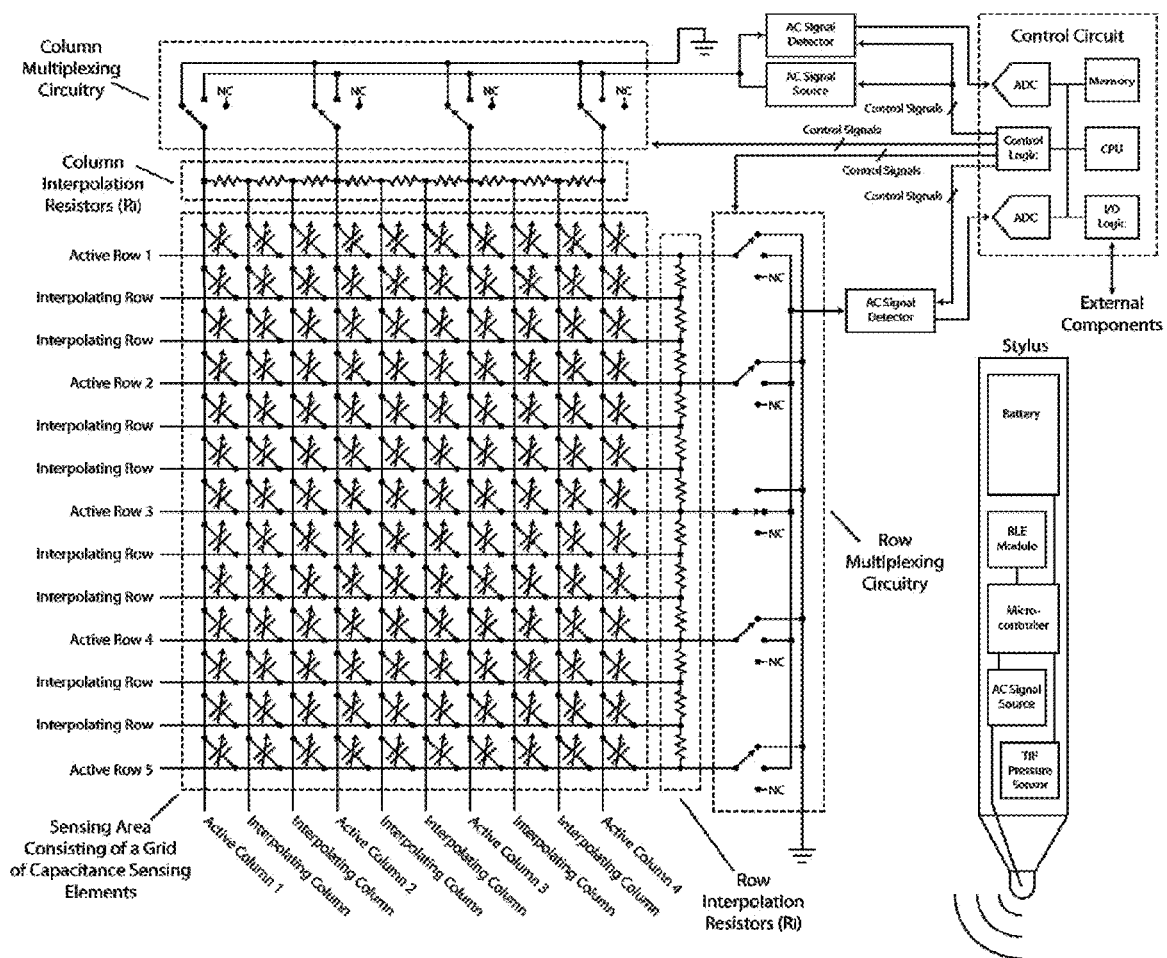 Column
Multiplexing
Circuitry
NC
NC
NC
NC
AC Signal
Detector
AC Signal
Source
Control Circuit
ADC
Memory
Control
Logic
CPU
ADC
I/O
Logic
Control Signals
Control Signals
Control Signals
Control Signals
External
Components
Column
Interpolation
Resistors (Ri)
Active Row 1
Interpolating Row
Interpolating Row
Active Row 2
Interpolating Row
Interpolating Row
Active Row 3
Interpolating Row
Interpolating Row
Active Row 4
Interpolating Row
Interpolating Row
Active Row 5
NC
NC
NC
NC
NC
AC Signal
Detector
Row
Multiplexing
Circuitry
Stylus
Battery
RLE
Module
Micro-
controller
AC Signal
Source
TIF
Pressure
Sensor
Sensing Area
Consisting of a Grid
of Capacitance Sensing
Elements
Active Column 1
Interpolating Column
Interpolating Column
Active Column 2
Interpolating Column
Interpolating Column
Active Column 3
Interpolating Column
Interpolating Column
Active Column 4
Row
Interpolation
Resistors (Ri)